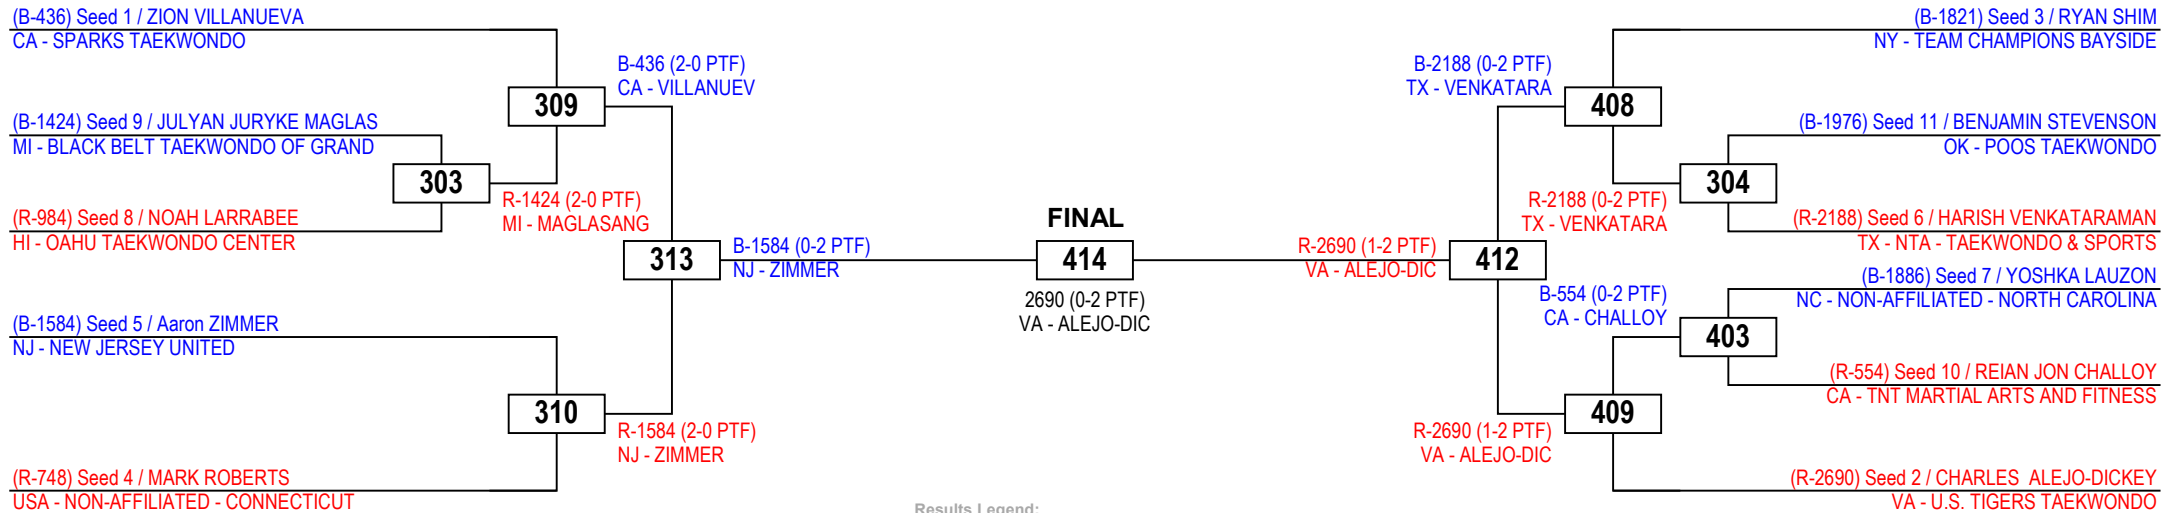 (B-436) Seed 1 / ZION VILLANUEVA
CA - SPARKS TAEKWONDO
B-436 (2-0 PTF)
CA - VILLANUEV
309
(B-1424) Seed 9 / JULYAN JURYKE MAGLAS
MI - BLACK BELT TAEKWONDO OF GRAND
303
R-1424 (2-0 PTF)
MI - MAGLASANG
(R-984) Seed 8 / NOAH LARRABEE
HI - OAHU TAEKWONDO CENTER
313
B-1584 (0-2 PTF)
NJ - ZIMMER
(B-1584) Seed 5 / Aaron ZIMMER
NJ - NEW JERSEY UNITED
310
R-1584 (2-0 PTF)
NJ - ZIMMER
(R-748) Seed 4 / MARK ROBERTS
USA - NON-AFFILIATED - CONNECTICUT
FINAL
414
2690 (0-2 PTF)
VA - ALEJO-DIC
(B-1821) Seed 3 / RYAN SHIM
NY - TEAM CHAMPIONS BAYSIDE
B-2188 (0-2 PTF)
TX - VENKATARA
408
(B-1976) Seed 11 / BENJAMIN STEVENSON
OK - POOS TAEKWONDO
304
R-2188 (0-2 PTF)
TX - VENKATARA
(R-2188) Seed 6 / HARISH VENKATARAMAN
TX - NTA - TAEKWONDO & SPORTS
R-2690 (1-2 PTF)
VA - ALEJO-DIC
412
(B-1886) Seed 7 / YOSHKA LAUZON
NC - NON-AFFILIATED - NORTH CAROLINA
B-554 (0-2 PTF)
CA - CHALLOY
403
(R-554) Seed 10 / REIAN JON CHALLOY
CA - TNT MARTIAL ARTS AND FITNESS
409
R-2690 (1-2 PTF)
VA - ALEJO-DIC
(R-2690) Seed 2 / CHARLES  ALEJO-DICKEY
VA - U.S. TIGERS TAEKWONDO
Results Legend: